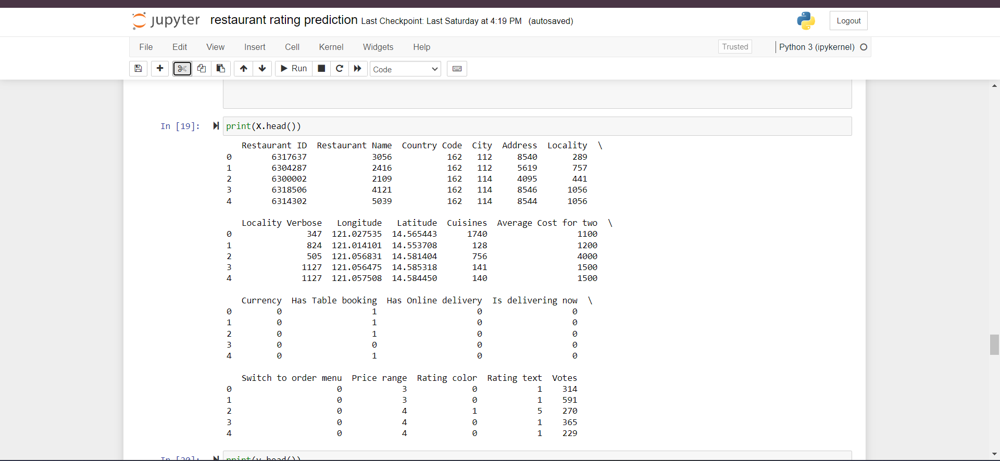 jupyter restaurant rating prediction Last Checkpoint: Last Saturday at 4:19 PM (autosaved) Logout
File Edit View Insert Cell Kernel Widgets Help Trusted Python 3 (ipykernel)
Run Code
In [19]: print(X.head())
Restaurant ID Restaurant Name Country Code City Address Locality \
0 6317637 3056 162 112 8540 289
1 6304287 2416 162 112 5619 757
2 6300002 2109 162 114 4095 441
3 6318506 4121 162 114 8546 1056
4 6314302 5039 162 114 8544 1056
Locality Verbose Longitude Latitude Cuisines Average Cost for two \
0 347 121.027535 14.565443 1740 1100
1 824 121.014101 14.553708 128 1200
2 505 121.056831 14.581404 756 4000
3 1127 121.056475 14.585318 141 1500
4 1127 121.057508 14.584450 140 1500
Currency Has Table booking Has Online delivery Is delivering now \
0 0 1 0 0
1 0 1 0 0
2 0 1 0 0
3 0 0 0 0
4 0 1 0 0
Switch to order menu Price range Rating color Rating text Votes
0 0 3 0 1 314
1 0 3 0 1 591
2 0 4 1 5 270
3 0 4 0 1 365
4 0 4 0 1 229
In [20]: print(y.head())